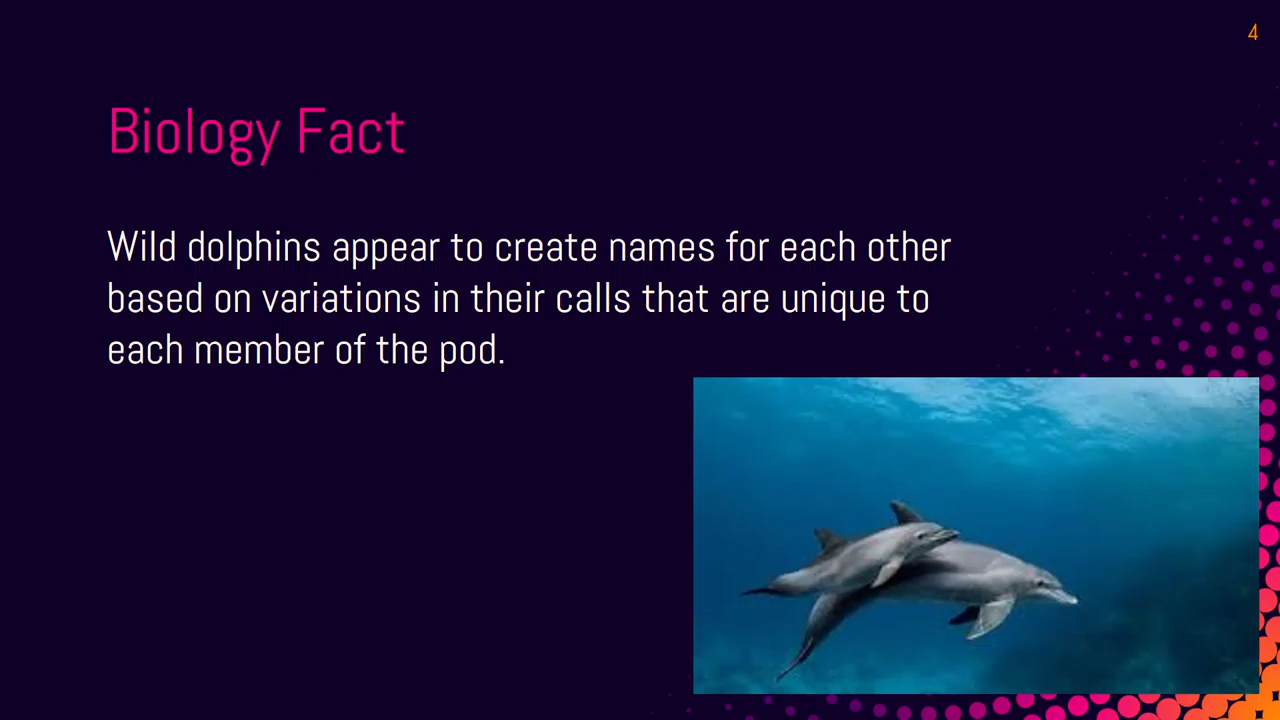 4
Biology Fact
Wild dolphins appear to create names for each other
based on variations in their calls that are unique to
each member of the pod.